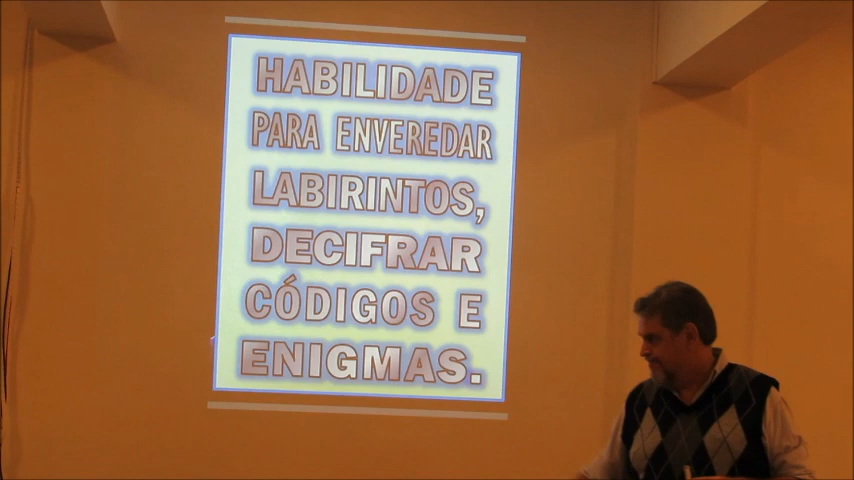 HABILIDADE
PARA ENVEREDAR
LABIRINTOS,
DECIFRAR
CÓDIGOS E
ENIGMAS.